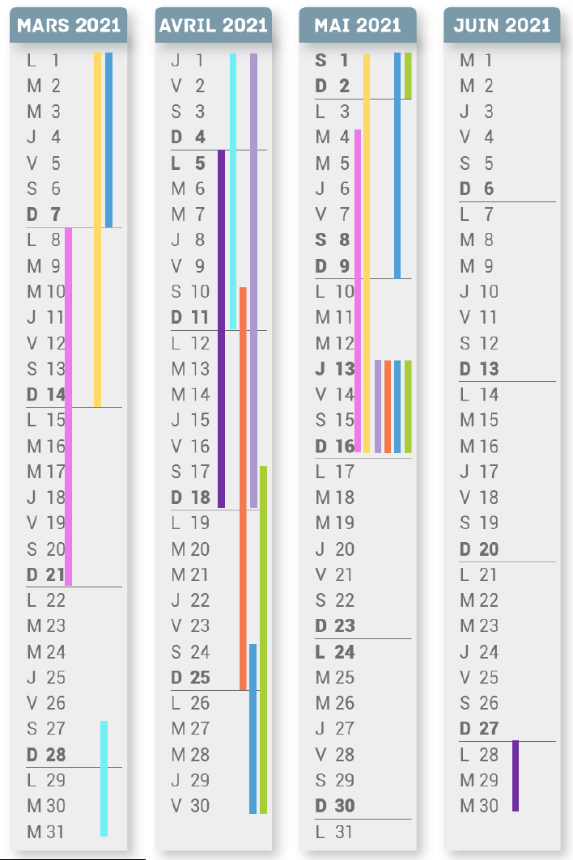 MARS 2021
L 1
M 2
M 3
J 4
V 5
S 6
D 7
L 8
M 9
M 10
J 11
V 12
S 13
D 14
L 15
M 16
M 17
J 18
V 19
S 20
D 21
L 22
M 23
M 24
J 25
V 26
S 27
D 28
L 29
M 30
M 31
AVRIL 2021
J 1
V 2
S 3
D 4
L 5
M 6
M 7
J 8
V 9
S 10
D 11
L 12
M 13
M 14
J 15
V 16
S 17
D 18
L 19
M 20
M 21
J 22
V 23
S 24
D 25
L 26
M 27
M 28
J 29
V 30
MAI 2021
S 1
D 2
L 3
M 4
M 5
J 6
V 7
S 8
D 9
L 10
M 11
M 12
J 13
V 14
S 15
D 16
L 17
M 18
M 19
J 20
V 21
S 22
D 23
L 24
M 25
M 26
J 27
V 28
S 29
D 30
L 31
JUIN 2021
M 1
M 2
J 3
V 4
S 5
D 6
L 7
M 8
M 9
J 10
V 11
S 12
D 13
L 14
M 15
M 16
J 17
V 18
S 19
D 20
L 21
M 22
M 23
J 24
V 25
S 26
D 27
L 28
M 29
M 30